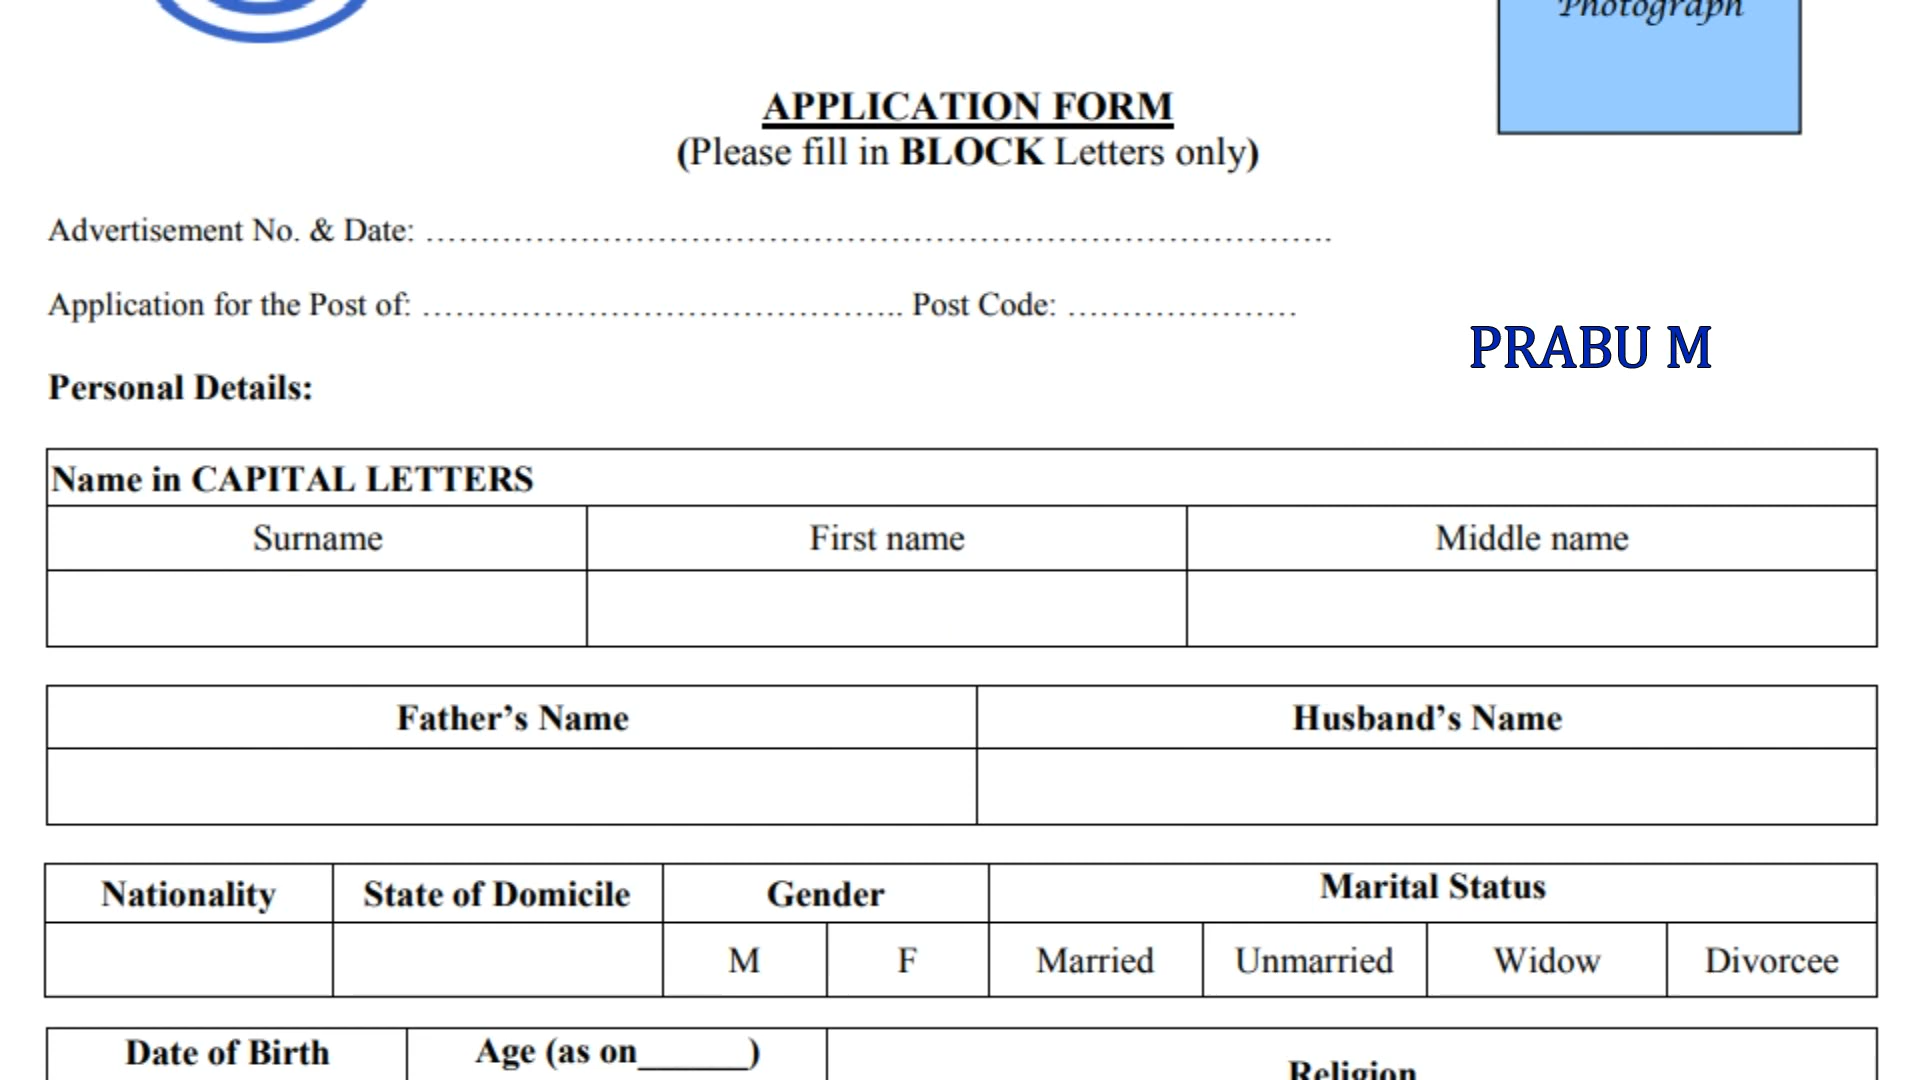 Photograph
APPLICATION FORM
(Please fill in BLOCK Letters only)
Advertisement No. & Date: ……………………………………………………………………………….
Application for the Post of: ………………………………………….. Post Code: …………………
PRABU M
Personal Details:
Name in CAPITAL LETTERS
Surname First name Middle name
Father’s Name Husband’s Name
Nationality State of Domicile Gender Marital Status
M F Married Unmarried Widow Divorcee
Date of Birth Age (as on______) Religion